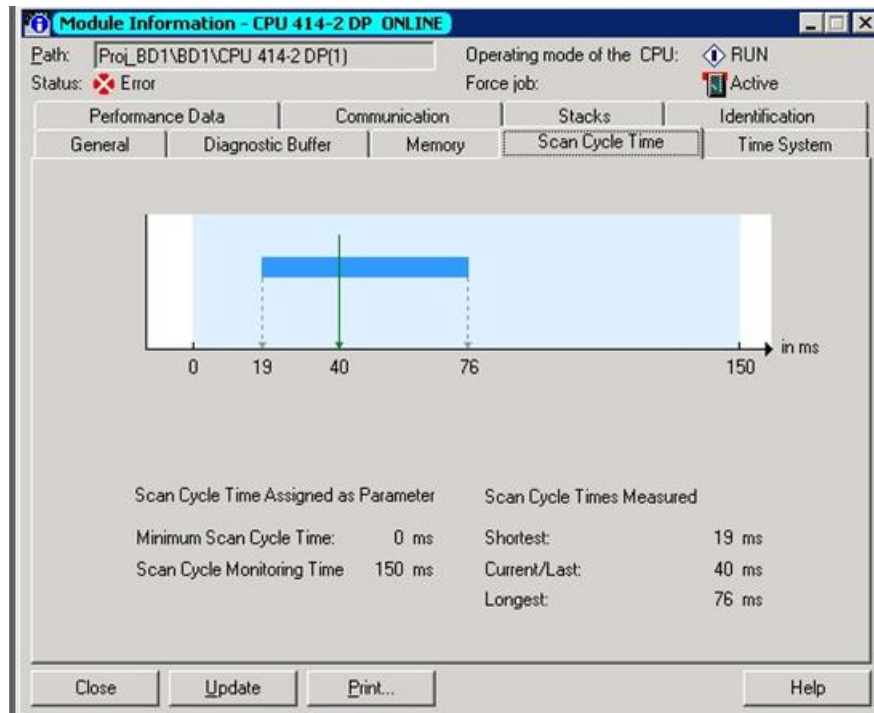 Module Information - CPU 414-2 DP ONLINE
Path: Proj_BD1\BD1\CPU 414-2 DP(1) Operating mode of the CPU: RUN
Status: Error Force job: Active
Performance Data Communication Stacks Identification
General Diagnostic Buffer Memory Scan Cycle Time Time System
in ms
0 19 40 76 150
Scan Cycle Time Assigned as Parameter Scan Cycle Times Measured
Minimum Scan Cycle Time: 0 ms Shortest: 19 ms
Scan Cycle Monitoring Time 150 ms Current/Last: 40 ms
Longest: 76 ms
Close Update Print... Help